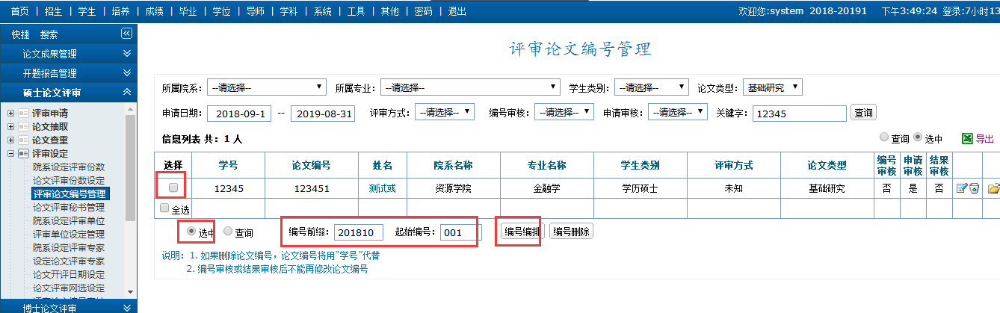 首页 | 招生 | 学生 | 培养 | 成绩 | 毕业 | 学位 | 导师 | 学科 | 系统 | 工具 | 其他 | 密码 | 退出
欢迎您:system 2018-20191 下午3:49:24 登录:7小时13
快捷 搜索
论文成果管理
开题报告管理
硕士论文评审
评审申请
论文抽取
论文查重
评审设定
院系设定评审份数
论文评审份数设定
评审论文编号管理
论文评审秘书管理
院系设定评审单位
评审单位设定管理
院系设定评审专家
设定论文评审专家
论文开评日期设定
论文评审网选设定
博士论文评审
评审论文编号管理
所属院系: --请选择-- 所属专业: --请选择-- 学生类别: --请选择-- 论文类型: 基础研究
申请日期: 2018-09-1 -- 2019-08-31 评审方式: --请选择-- 编号审核: --请选择-- 申请审核: --请选择-- 关键字: 12345 查询
信息列表 共: 1 人 查询 选中 导出
选择 学号 论文编号 姓名 院系名称 专业名称 学生类别 评审方式 论文类型 编号审核 申请审核 结果审核
12345 123451 测试彧 资源学院 金融学 学历硕士 未知 基础研究 否 是 否
全选
选中 查询 编号前缀: 201810 起始编号: 001 编号编排 编号删除
说明: 1. 如果删除论文编号，论文编号将用“学号”代替
2. 编号审核或结果审核后不能再修改论文编号